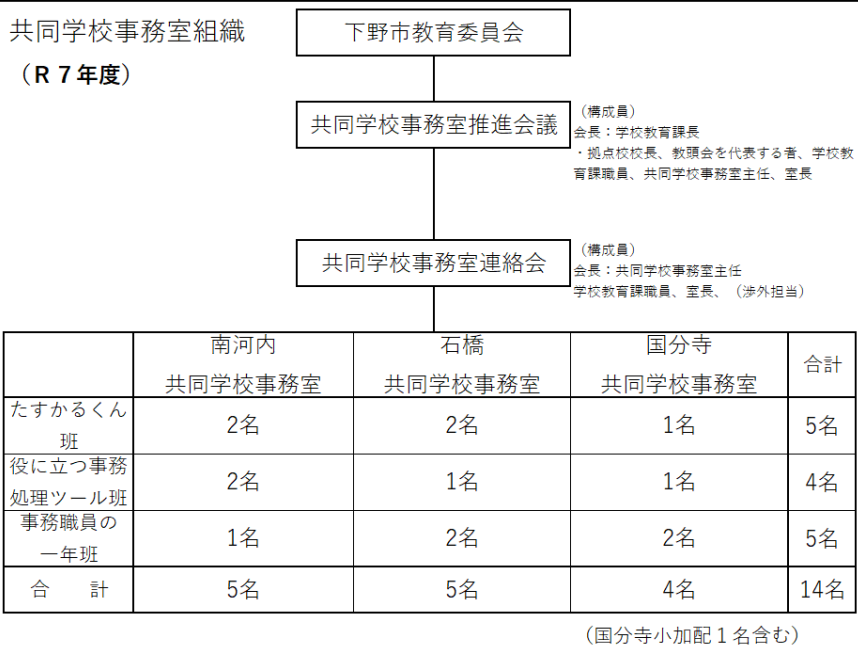 共同学校事務室組織
（Ｒ７年度）
下野市教育委員会
共同学校事務室推進会議
（構成員）
会長：学校教育課長
・拠点校校長、教頭会を代表する者、学校教
育課職員、共同学校事務室主任、室長
共同学校事務室連絡会
（構成員）
会長：共同学校事務室主任
学校教育課職員、室長、（渉外担当）
南河内
共同学校事務室
石橋
共同学校事務室
国分寺
共同学校事務室
合計
たすかるくん
班
2名
2名
1名
5名
役に立つ事務
処理ツール班
2名
1名
1名
4名
事務職員の
一年班
1名
2名
2名
5名
合　計
5名
5名
4名
14名
（国分寺小加配１名含む）